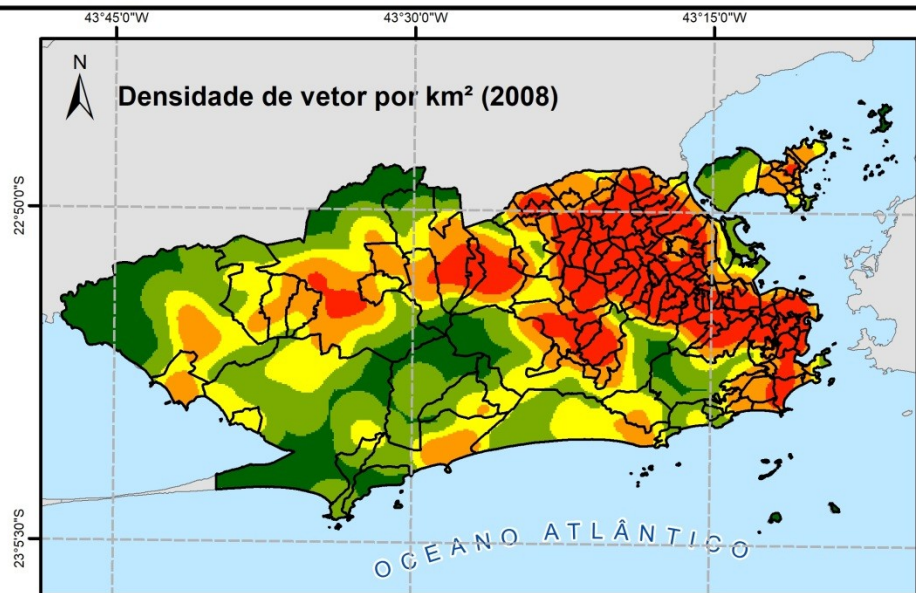 43°45'0"W 43°30'0"W 43°15'0"W
N
Densidade de vetor por km² (2008)
22°50'0"S
23°5'30"S
OCEANO ATLÂNTICO